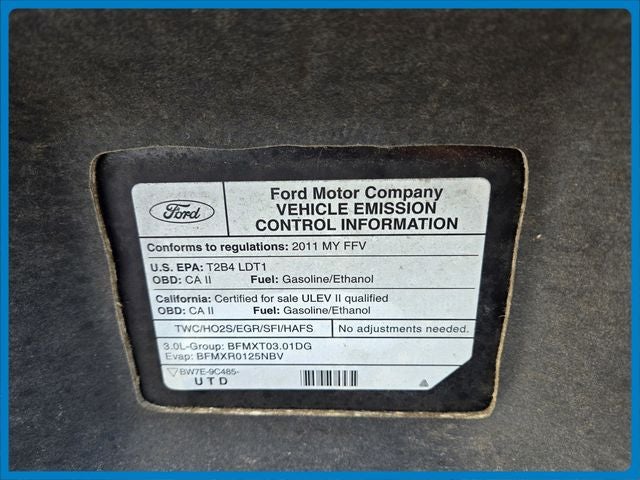 Ford
Ford Motor Company
VEHICLE EMISSION
CONTROL INFORMATION
Conforms to regulations: 2011 MY FFV
U.S. EPA: T2B4 LDT1
OBD: CA II Fuel: Gasoline/Ethanol
California: Certified for sale ULEV II qualified
OBD: CA II Fuel: Gasoline/Ethanol
TWC/HO2S/EGR/SFI/HAFS No adjustments needed.
3.0L-Group: BFMXT03.01DG
Evap: BFMXR0125NBV
BW7E-9C485-
UTD